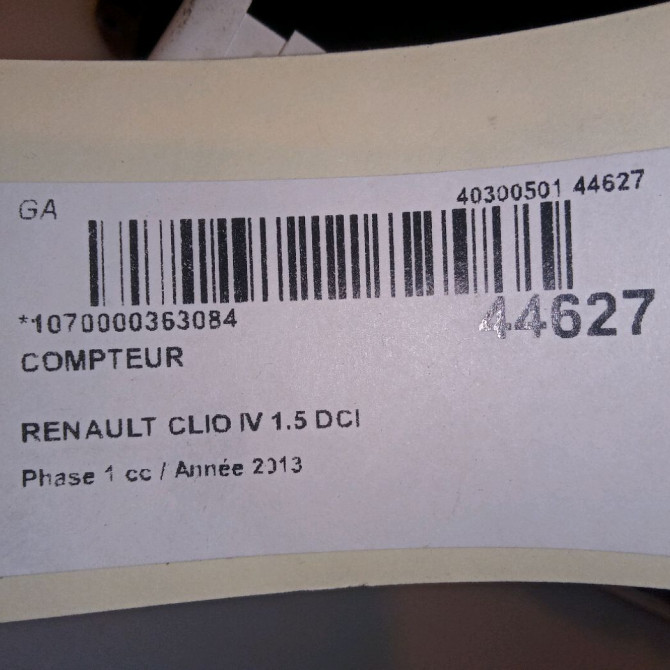 GA
40300501 44627
*1070000363084
44627
COMPTEUR
RENAULT CLIO IV 1.5 DCI
Phase 1 cc / Année 2013